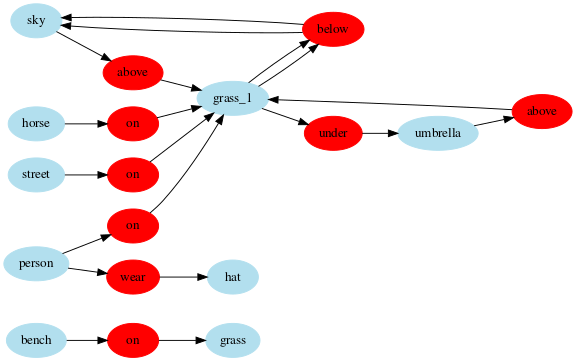 sky
below
above
grass_1
above
horse
on
under
umbrella
street
on
on
person
wear
hat
bench
on
grass